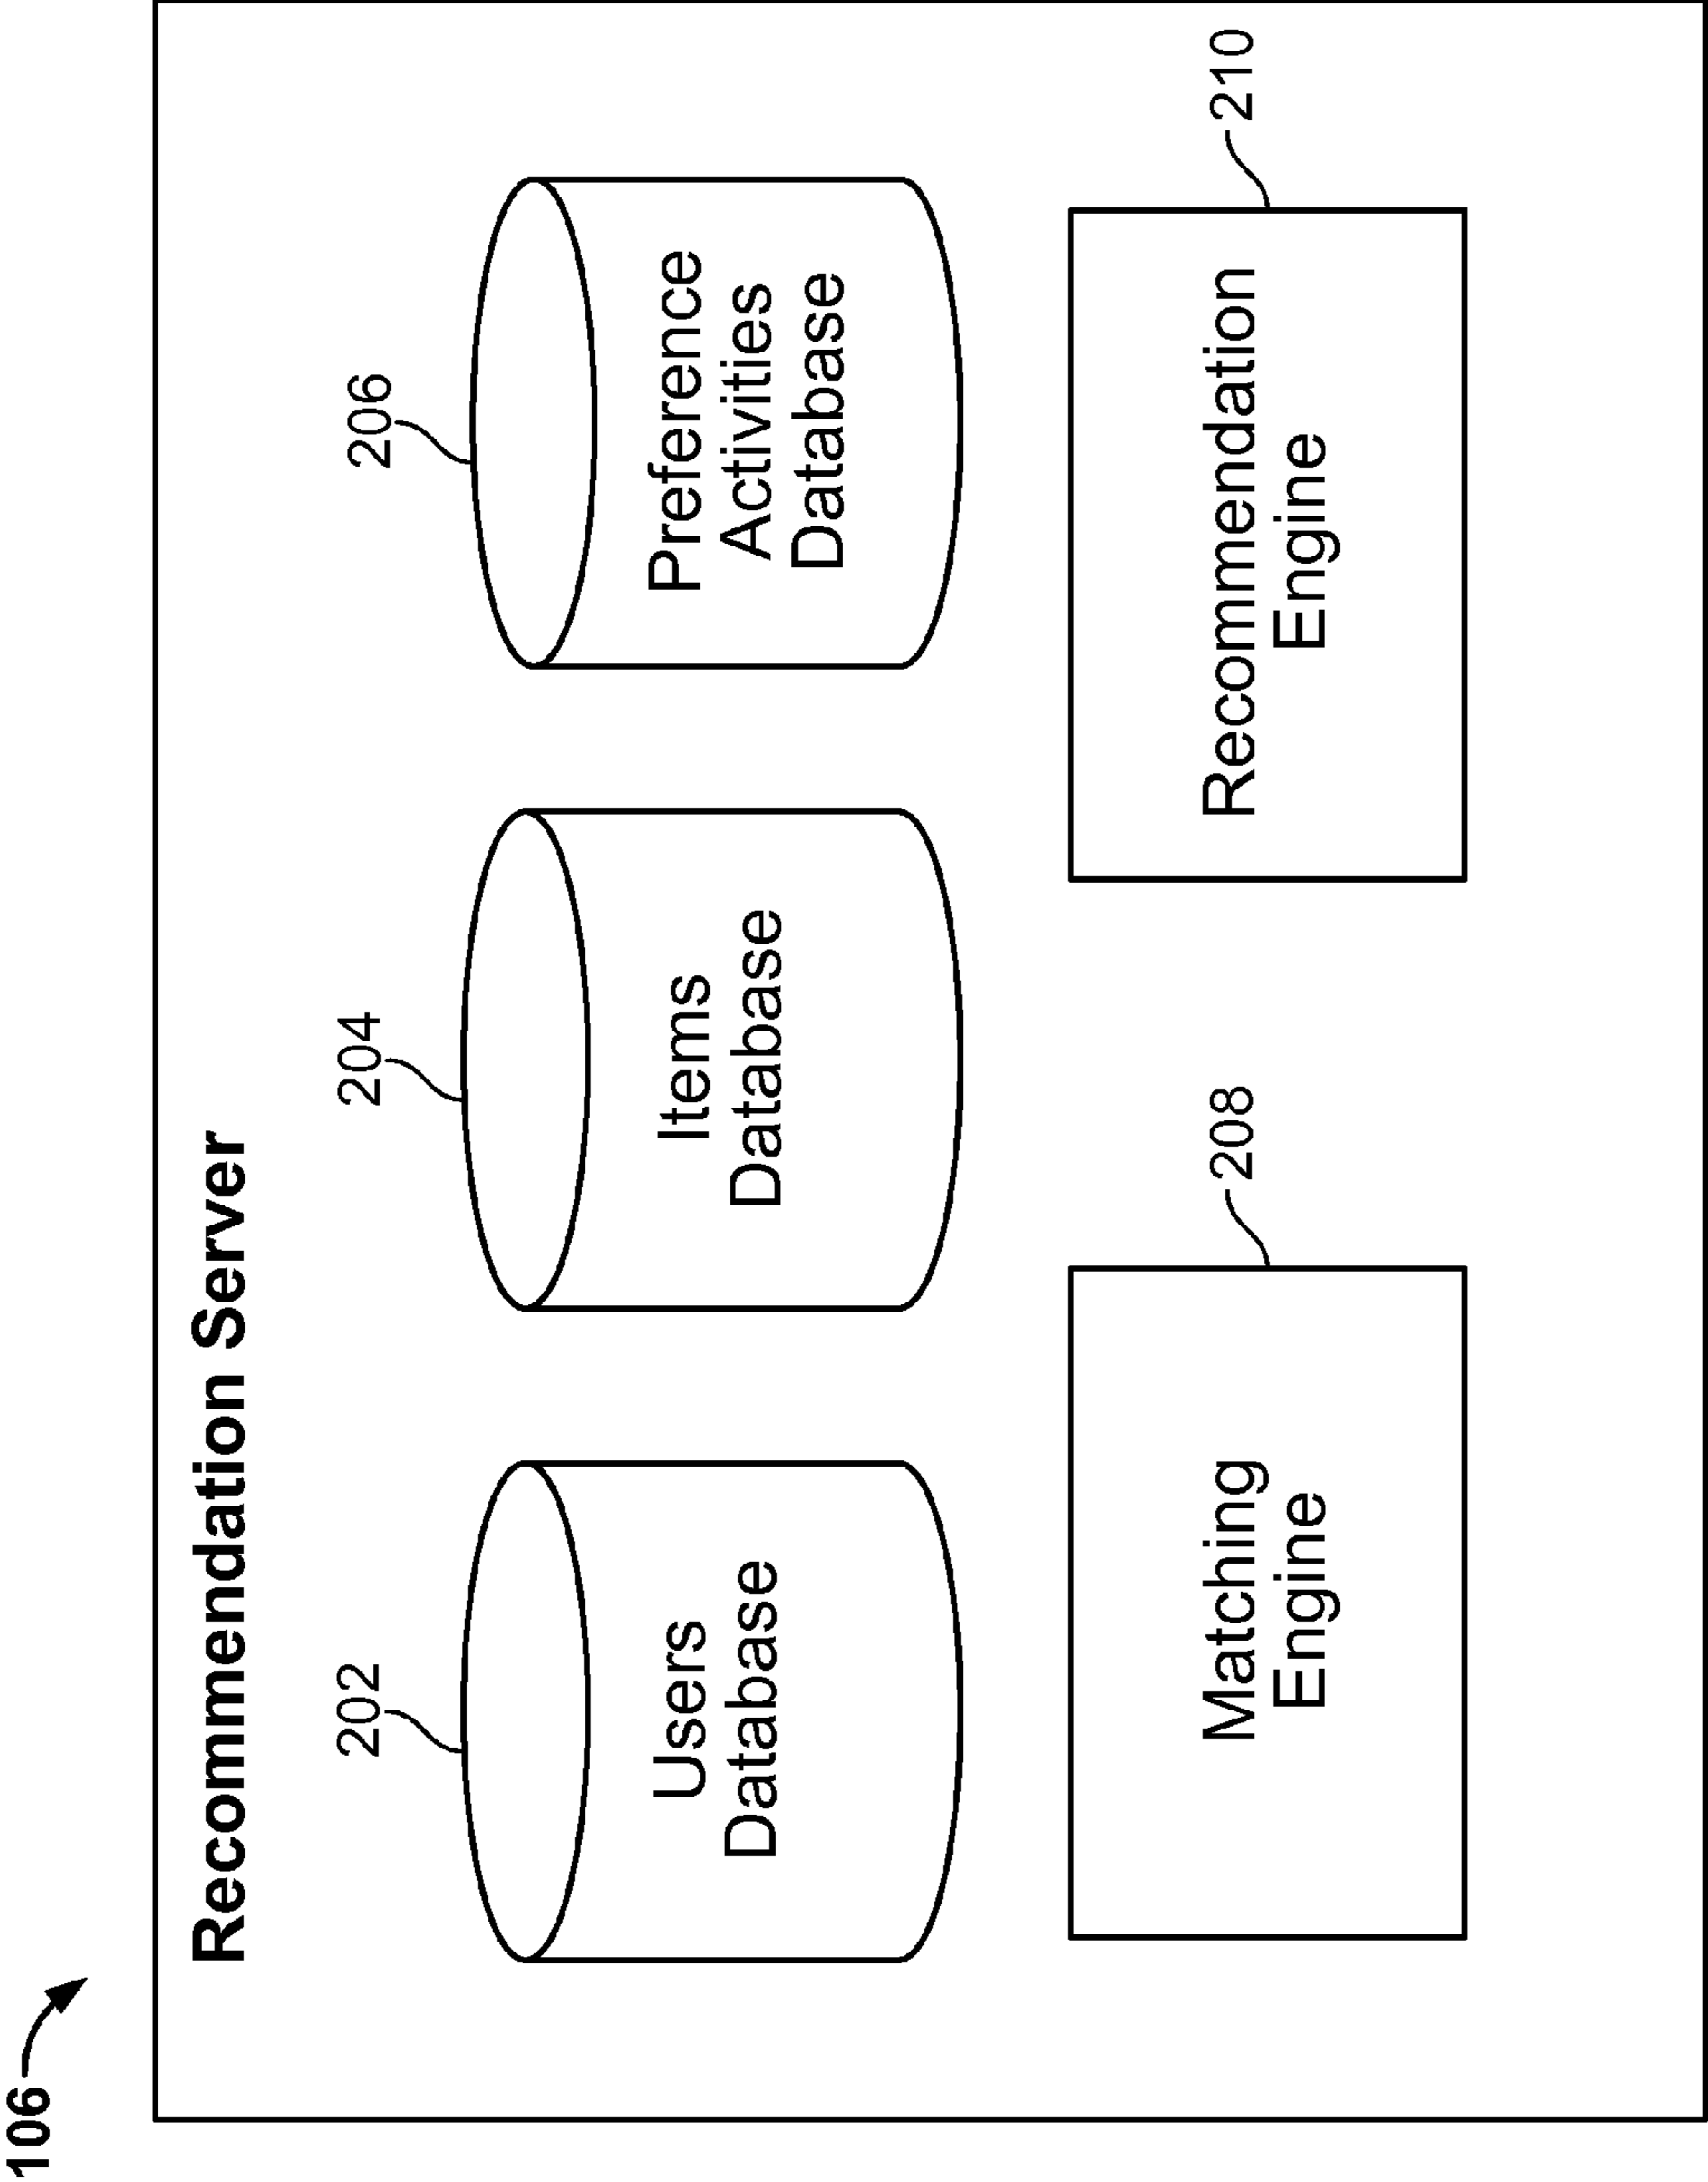 106
Recommendation Server
202
204
206
Users
Database
Items
Database
Preference
Activities
Database
208
210
Matching
Engine
Recommendation
Engine